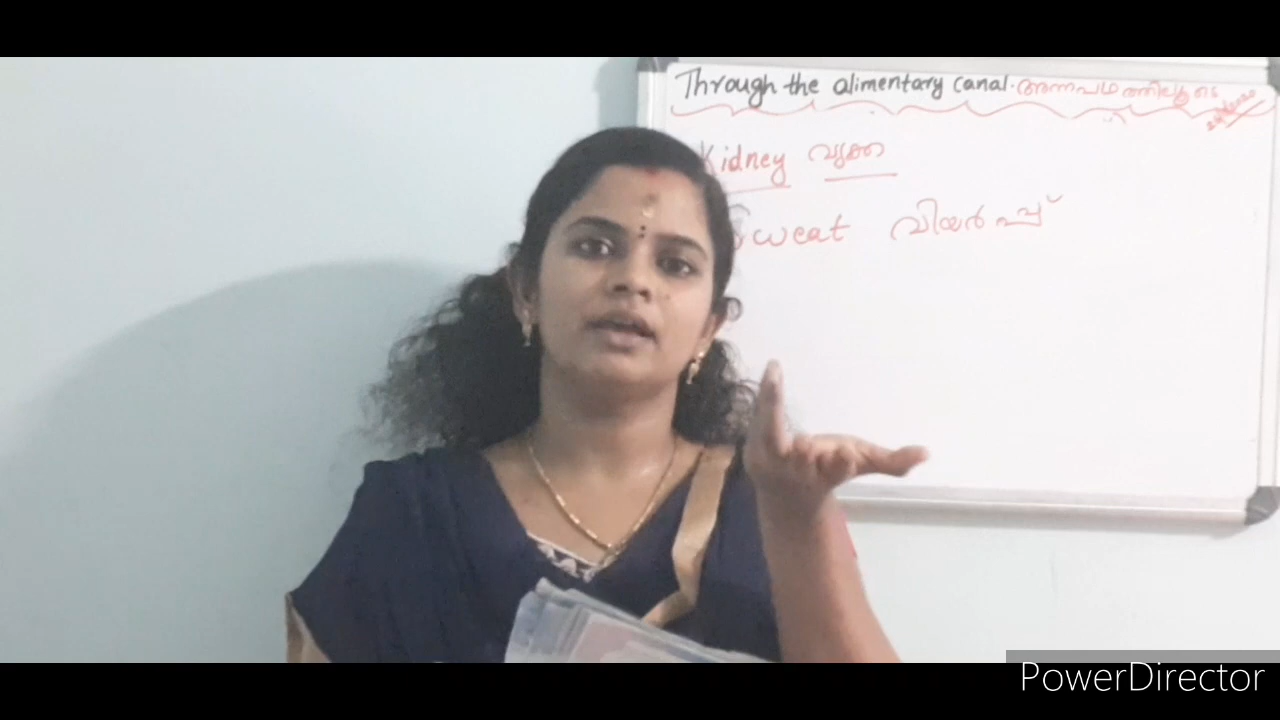 Through the alimentary canal. അന്നപഥത്തിലൂടെ
Kidney വൃക്ക
Sweat വിയർപ്പ്
PowerDirector